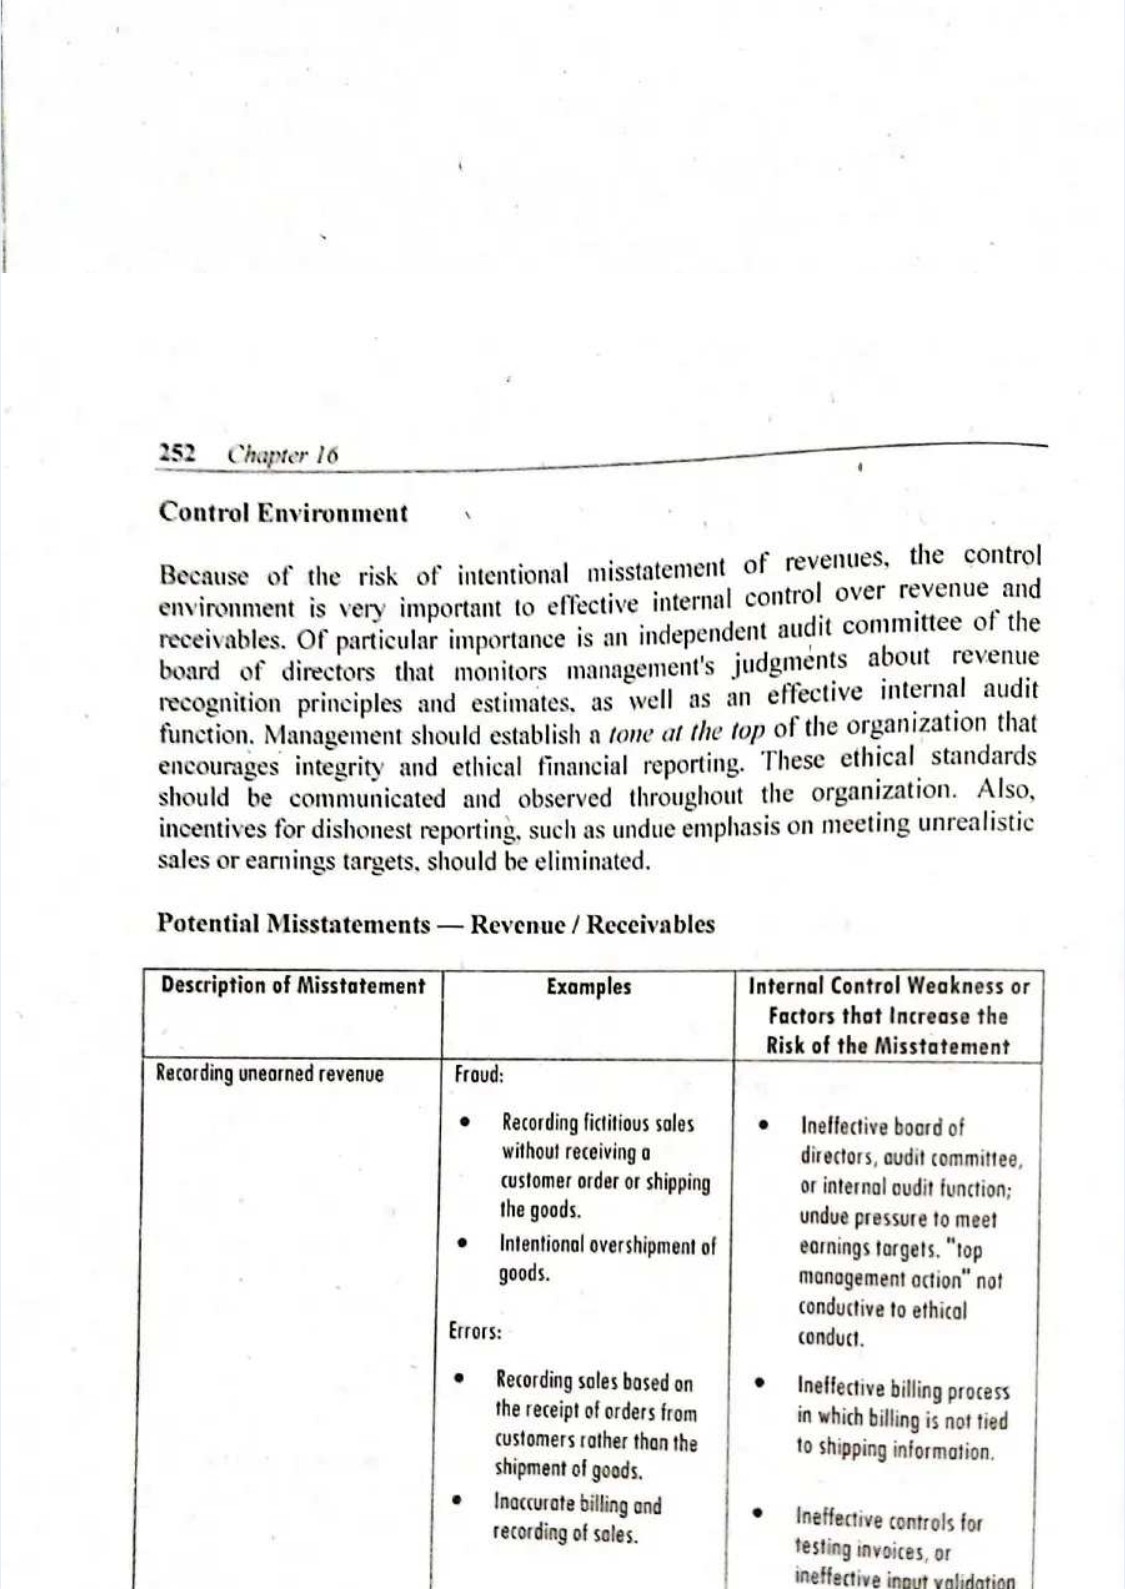 252 Chapter 16
Control Environment
Because of the risk of intentional misstatement of revenues, the control
environment is very important to effective internal control over revenue and
receivables. Of particular importance is an independent audit committee of the
board of directors that monitors management's judgments about revenue
recognition principles and estimates, as well as an effective internal audit
function. Management should establish a tone at the top of the organization that
encourages integrity and ethical financial reporting. These ethical standards
should be communicated and observed throughout the organization. Also,
incentives for dishonest reporting, such as undue emphasis on meeting unrealistic
sales or earnings targets, should be eliminated.
Potential Misstatements — Revenue / Receivables
Description of Misstatement
Examples
Internal Control Weakness or
Factors that Increase the
Risk of the Misstatement
Recording unearned revenue
Fraud:
• Recording fictitious sales
without receiving a
customer order or shipping
the goods.
• Intentional overshipment of
goods.
Errors:
• Recording sales based on
the receipt of orders from
customers rather than the
shipment of goods.
• Inaccurate billing and
recording of sales.
• Ineffective board of
directors, audit committee,
or internal audit function;
undue pressure to meet
earnings targets. "top
management action" not
conductive to ethical
conduct.
• Ineffective billing process
in which billing is not tied
to shipping information.
• Ineffective controls for
testing invoices, or
ineffective input validation